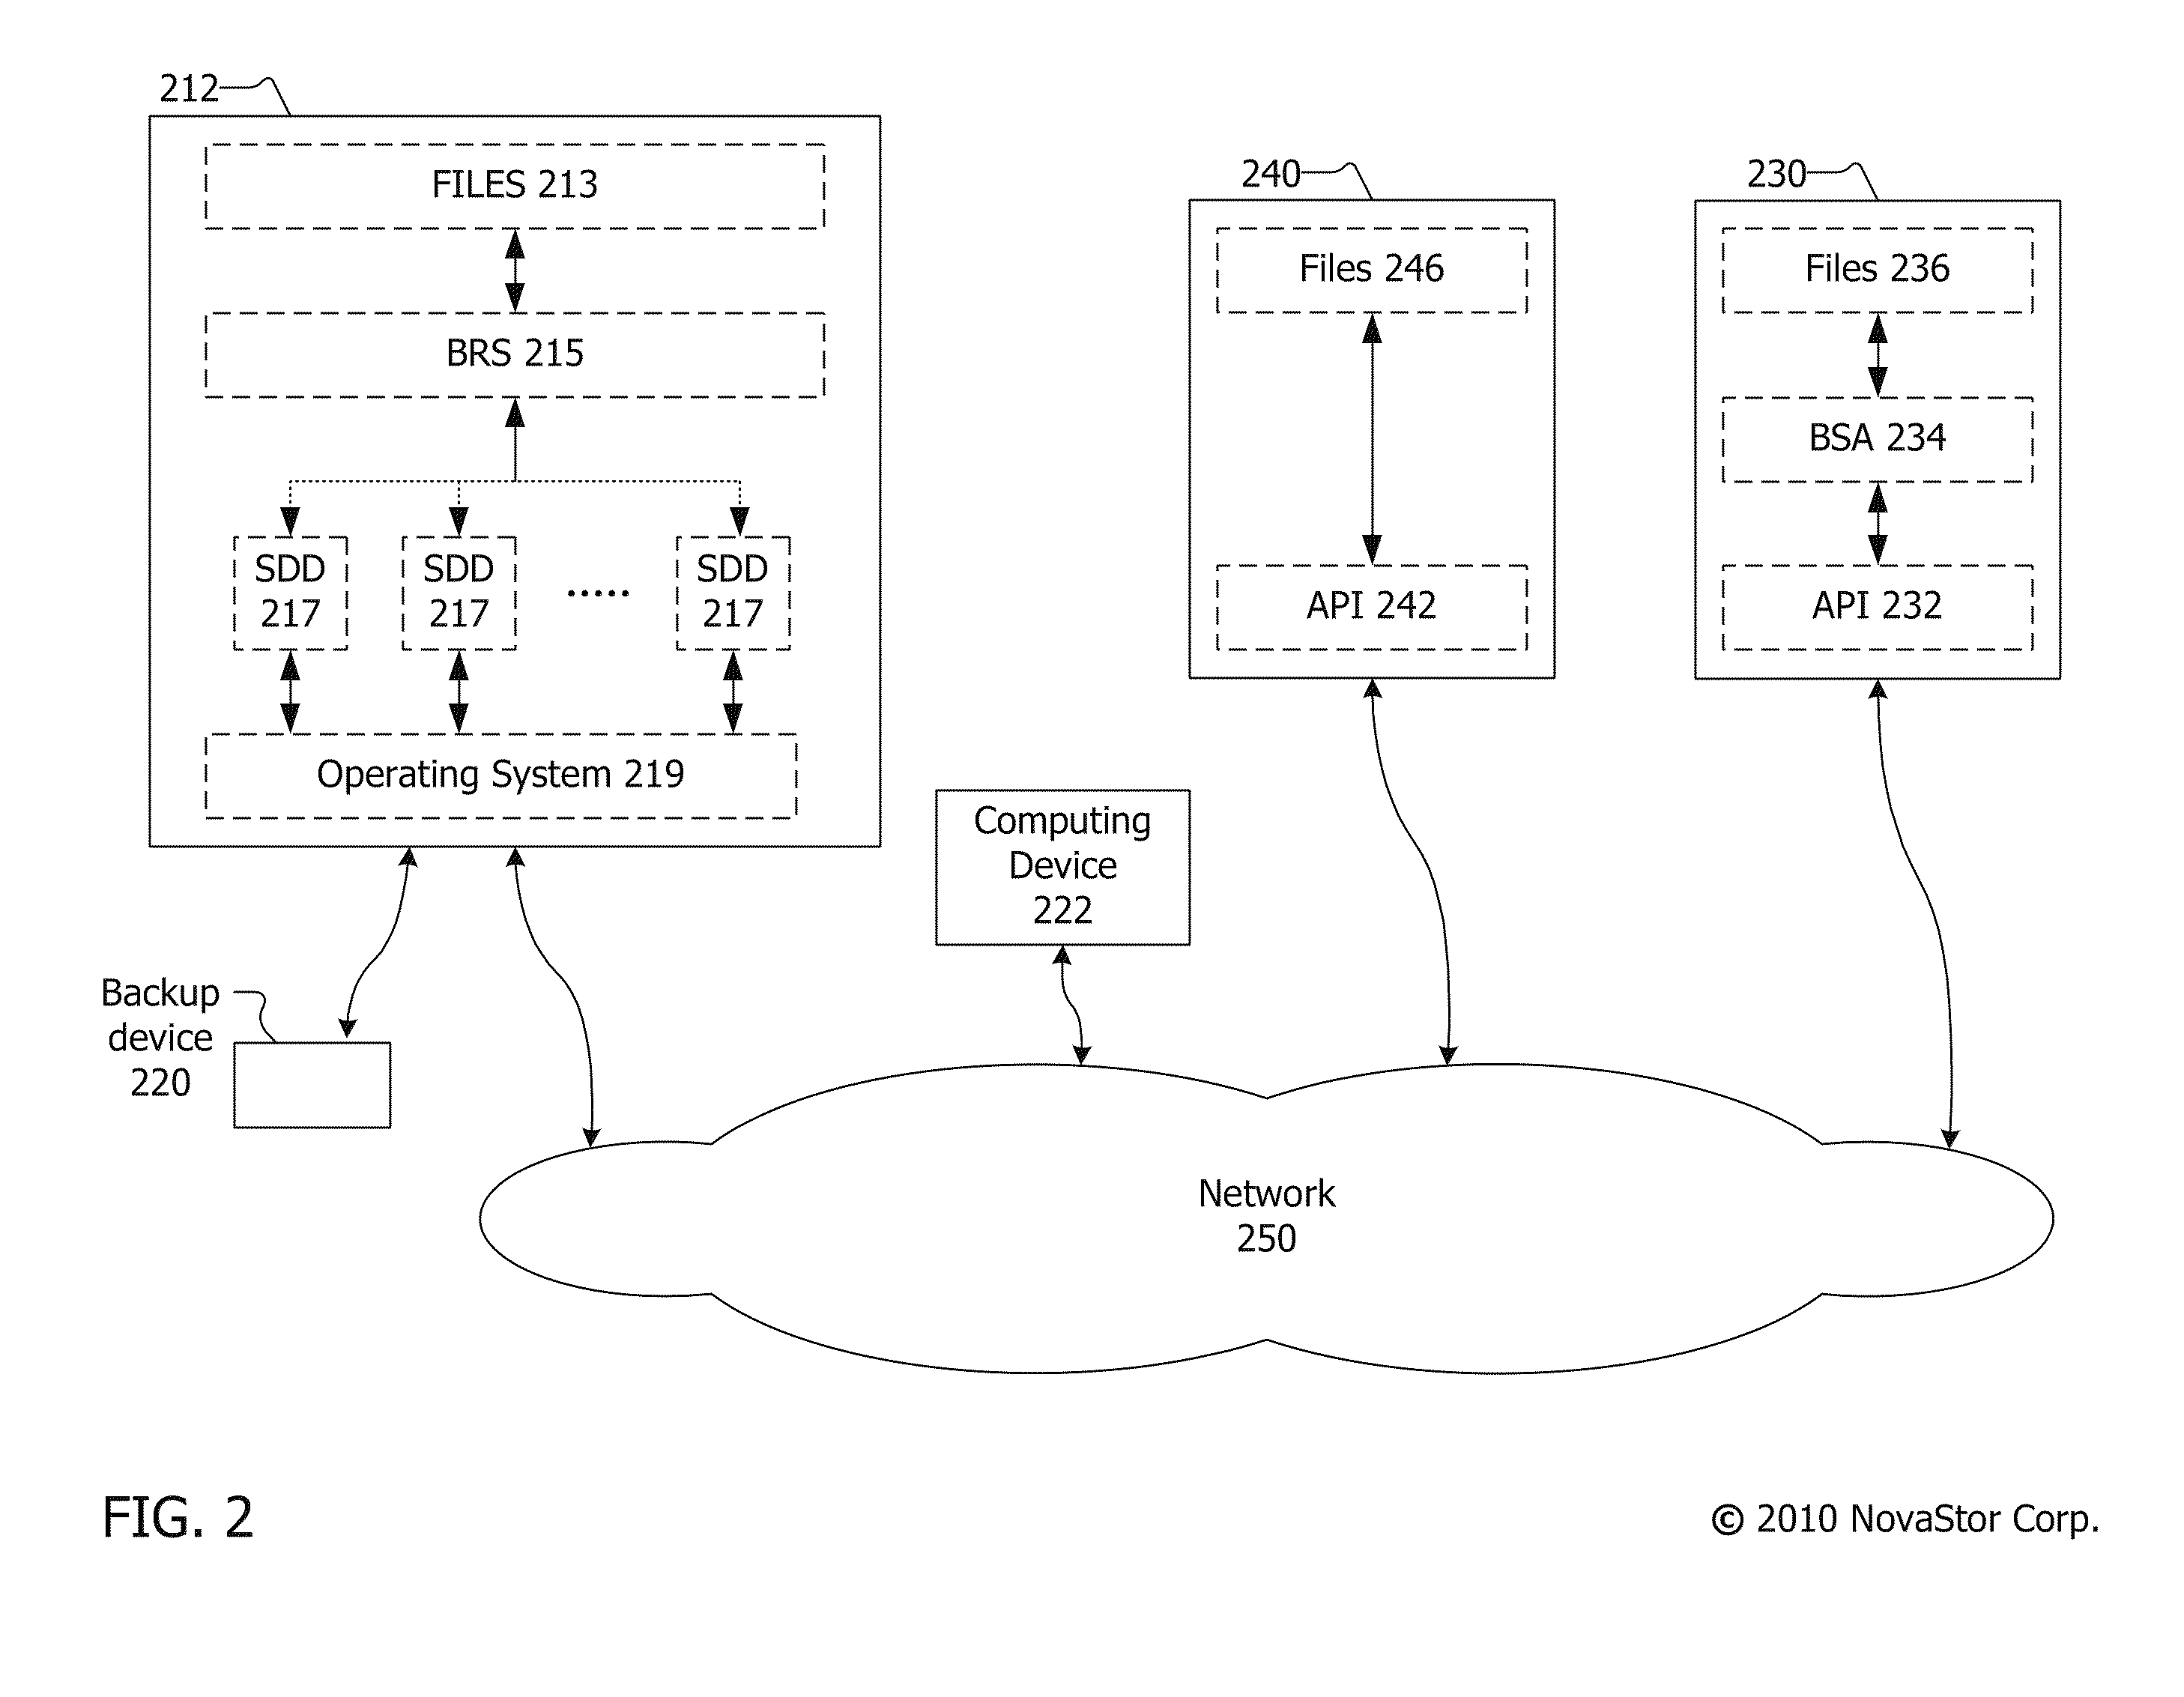 212
FILES 213
BRS 215
SDD
217
SDD
217
.....
SDD
217
Operating System 219
Backup
device
220
Computing
Device
222
240
Files 246
API 242
230
Files 236
BSA 234
API 232
Network
250
FIG. 2
© 2010 NovaStor Corp.